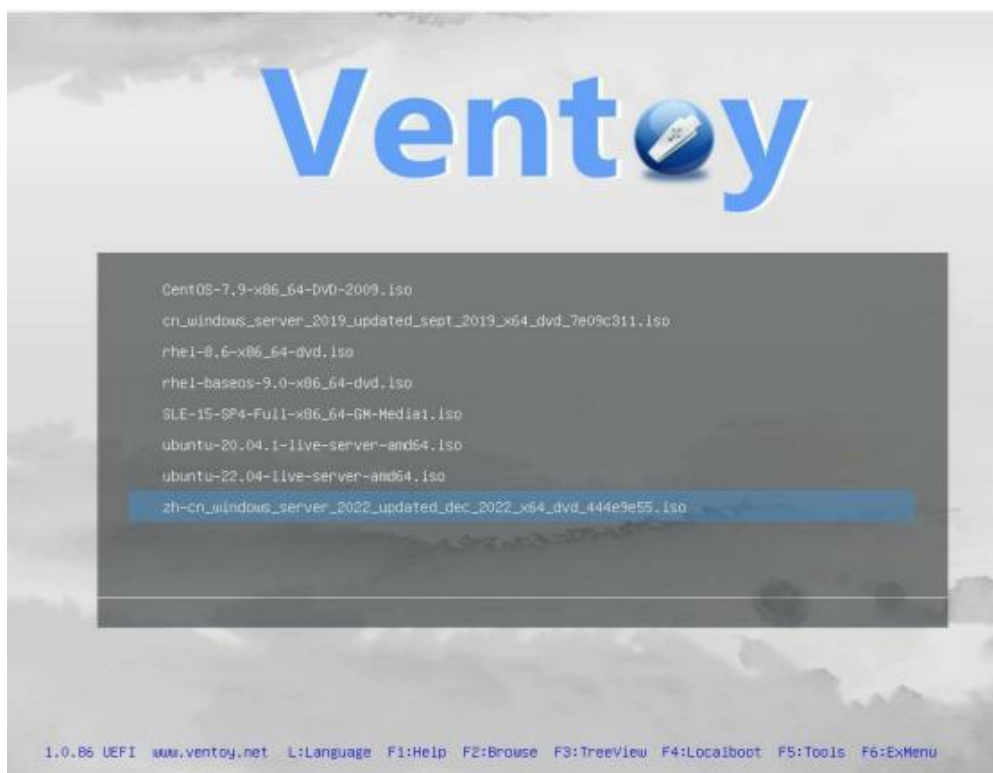 Ventoy
CentOS-7.9-x86_64-DVD-2009.iso
cn_windows_server_2019_updated_sept_2019_x64_dvd_7e09c311.iso
rhel-8.6-x86_64-dvd.iso
rhel-baseos-9.0-x86_64-dvd.iso
SLE-15-SP4-Full-x86_64-GM-Media1.iso
ubuntu-20.04.1-live-server-amd64.iso
ubuntu-22.04-live-server-amd64.iso
zh-cn_windows_server_2022_updated_dec_2022_x64_dvd_444e9e55.iso
1.0.86 UEFI www.ventoy.net L:Language F1:Help F2:Browse F3:TreeView F4:Localboot F5:Tools F6:ExMenu